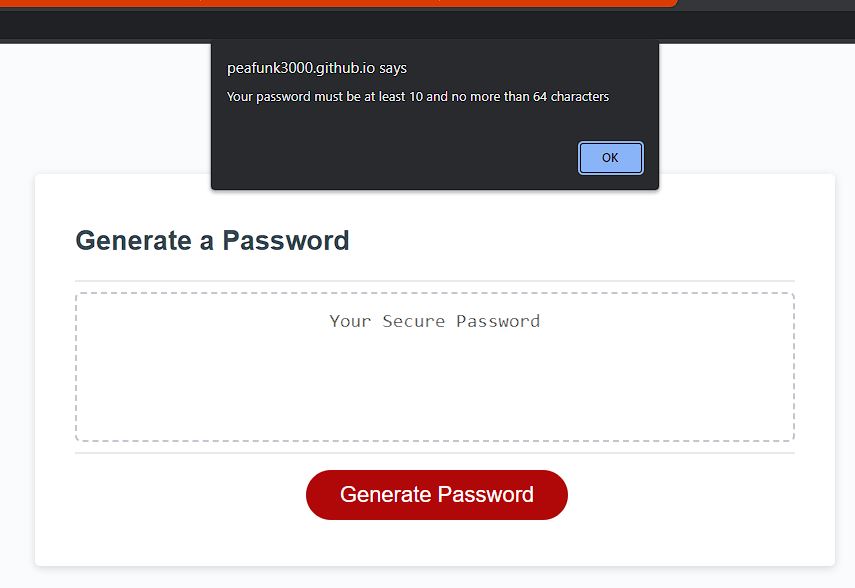 peafunk3000.github.io says
Your password must be at least 10 and no more than 64 characters
OK
Generate a Password
Your Secure Password
Generate Password